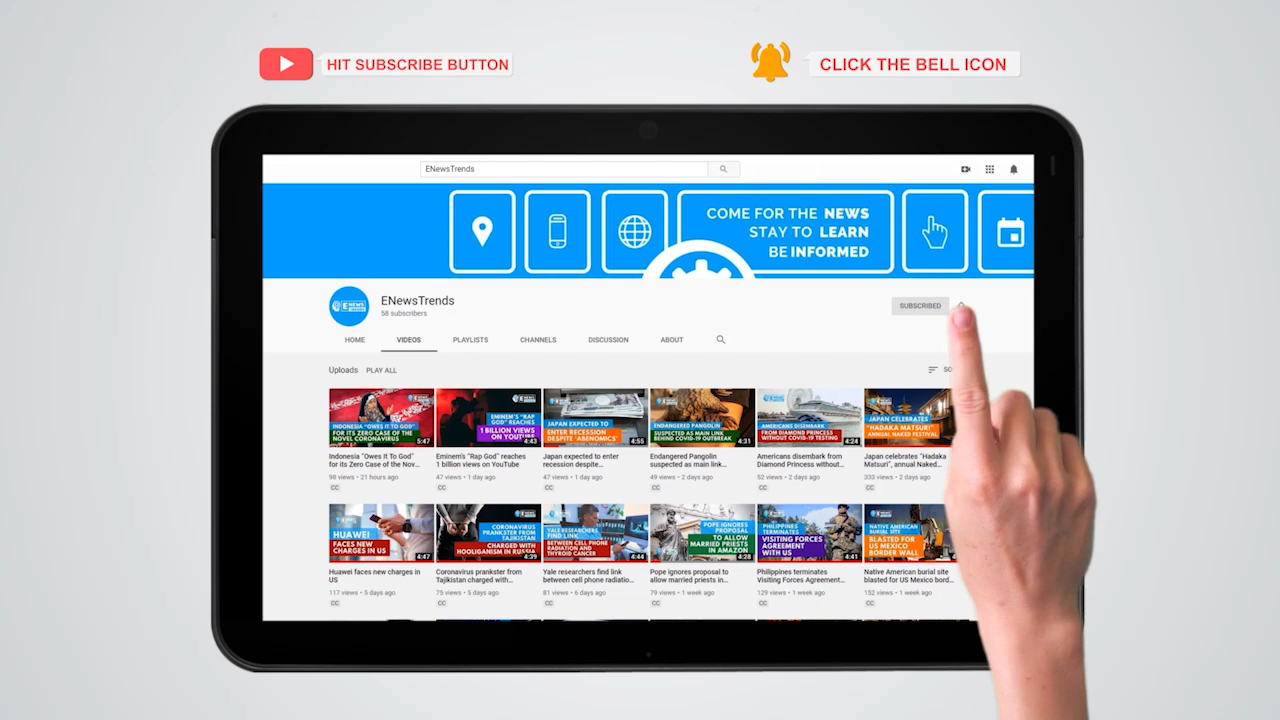 HIT SUBSCRIBE BUTTON
CLICK THE BELL ICON
ENewsTrends
COME FOR THE NEWS
STAY TO LEARN
BE INFORMED
ENEWS
ENewsTrends
58 subscribers
SUBSCRIBED
HOME VIDEOS PLAYLISTS CHANNELS DISCUSSION ABOUT
Uploads PLAY ALL
INDONESIA "OWES IT TO GOD"
FOR ITS ZERO CASE OF THE
NOVEL CORONAVIRUS
5:47
EMINEM'S "RAP
GOD" REACHES
1 BILLION VIEWS
ON YOUTUBE
4:43
JAPAN EXPECTED TO
ENTER RECESSION
DESPITE 'ABENOMICS'
4:55
ENDANGERED PANGOLIN
SUSPECTED AS MAIN LINK
BEHIND COVID-19 OUTBREAK
4:31
AMERICANS DISEMBARK
FROM DIAMOND PRINCESS
WITHOUT COVID-19 TESTING
4:24
JAPAN CELEBRATES
"HADAKA MATSURI"
ANNUAL NAKED FESTIVAL
Indonesia "Owes It To God"
for its Zero Case of the Nov...
98 views • 21 hours ago
CC
Eminem's "Rap God" reaches
1 billion views on YouTube
47 views • 1 day ago
Japan expected to enter
recession despite...
47 views • 1 day ago
CC
Endangered Pangolin
suspected as main link...
49 views • 2 days ago
CC
Americans disembark from
Diamond Princess without...
52 views • 2 days ago
CC
Japan celebrates "Hadaka
Matsuri", annual Naked...
333 views • 2 days ago
CC
HUAWEI
FACES NEW
CHARGES IN US
4:47
CORONAVIRUS
PRANKSTER FROM
TAJIKISTAN
CHARGED WITH
HOOLIGANISM IN RUSSIA
4:39
YALE RESEARCHERS
FIND LINK
BETWEEN CELL PHONE
RADIATION AND
THYROID CANCER
4:44
POPE IGNORES
PROPOSAL
TO ALLOW
MARRIED PRIESTS
IN AMAZON
4:28
PHILIPPINES
TERMINATES
VISITING FORCES
AGREEMENT
WITH US
4:41
NATIVE AMERICAN
BURIAL SITE
BLASTED FOR
US MEXICO
BORDER WALL
Huawei faces new charges in
US
117 views • 5 days ago
CC
Coronavirus prankster from
Tajikistan charged with...
75 views • 5 days ago
CC
Yale researchers find link
between cell phone radiatio...
81 views • 6 days ago
CC
Pope ignores proposal to
allow married priests in...
79 views • 1 week ago
CC
Philippines terminates
Visiting Forces Agreement...
129 views • 1 week ago
CC
Native American burial site
blasted for US Mexico bord...
152 views • 1 week ago
CC